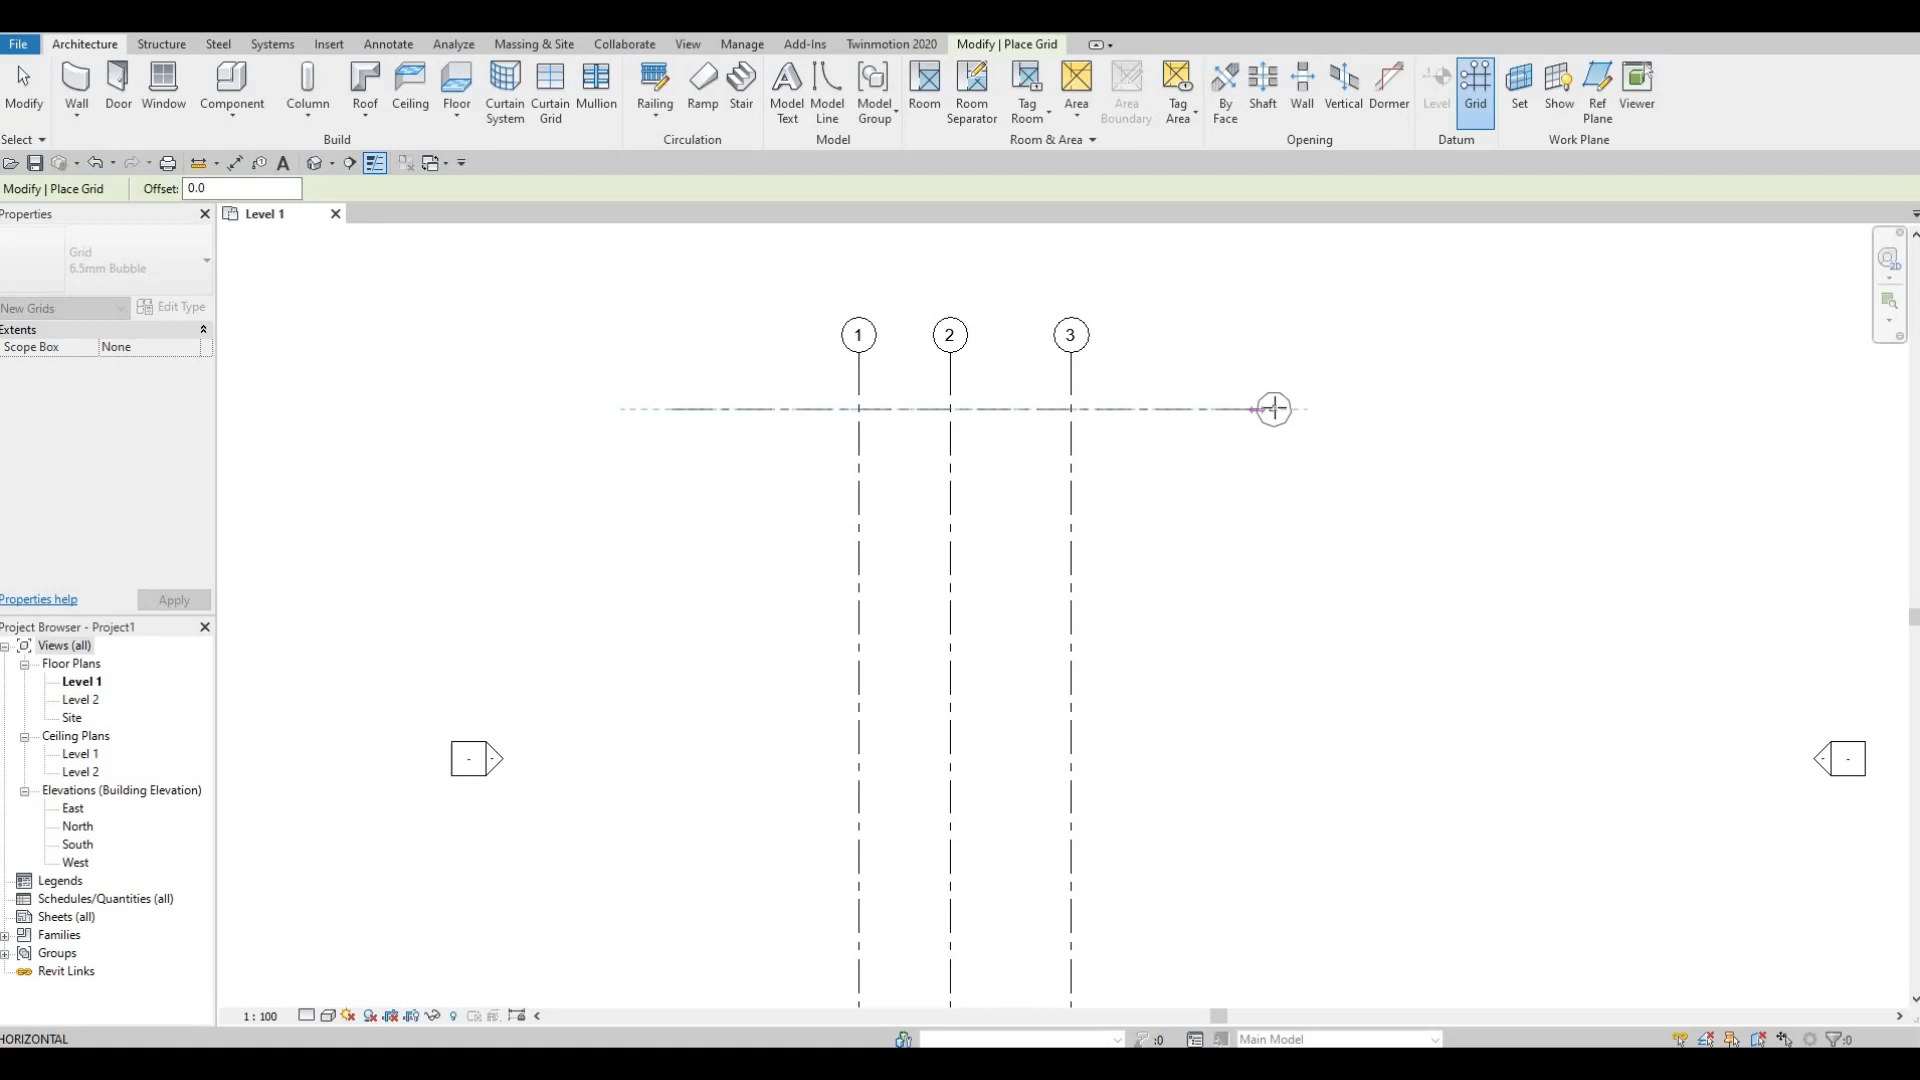 File Architecture Structure Steel Systems Insert Annotate Analyze Massing & Site Collaborate View Manage Add-Ins Twinmotion 2020 Modify | Place Grid
Modify Wall Door Window Component Column Roof Ceiling Floor Curtain System Curtain Grid Mullion Railing Ramp Stair Model Text Model Line Model Group Room Room Separator Tag Room Area Area Boundary Tag Area By Face Shaft Wall Vertical Dormer Level Grid Set Show Ref Plane Viewer
Select Build Circulation Model Room & Area Opening Datum Work Plane
Modify | Place Grid Offset: 0.0
Properties
Level 1
Grid
6.5mm Bubble
New Grids Edit Type
Extents
Scope Box None
1 2 3
2D
Properties help Apply
Project Browser - Project1
Views (all)
Floor Plans
Level 1
Level 2
Site
Ceiling Plans
Level 1
Level 2
Elevations (Building Elevation)
East
North
South
West
Legends
Schedules/Quantities (all)
Sheets (all)
Families
Groups
Revit Links
1 : 100
HORIZONTAL :0 Main Model :0